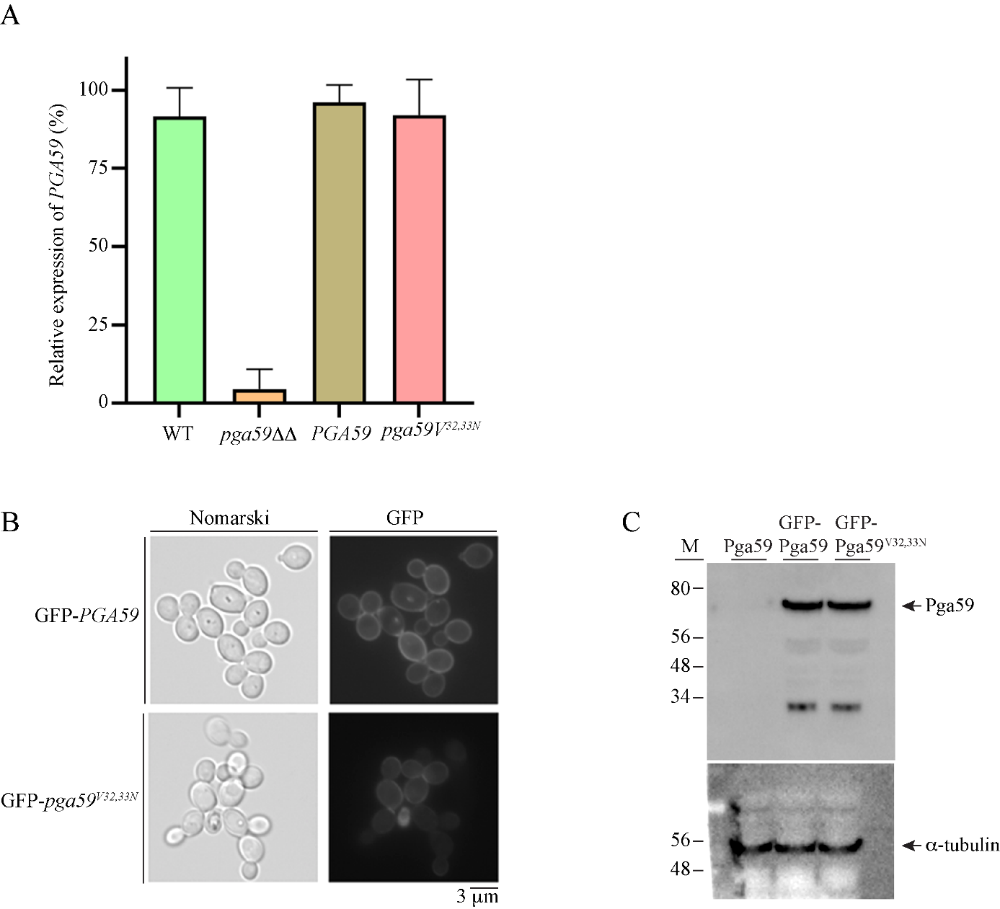 A
Relative expression of PGA59 (%)
100
75
50
25
0
WT pga59ΔΔ PGA59 pga59V32,33N
B
Nomarski GFP
GFP-PGA59
GFP-pga59V32,33N
3 μm
C
GFP- GFP-
M Pga59 Pga59 Pga59V32,33N
80
Pga59
56
48
34
56
α-tubulin
48